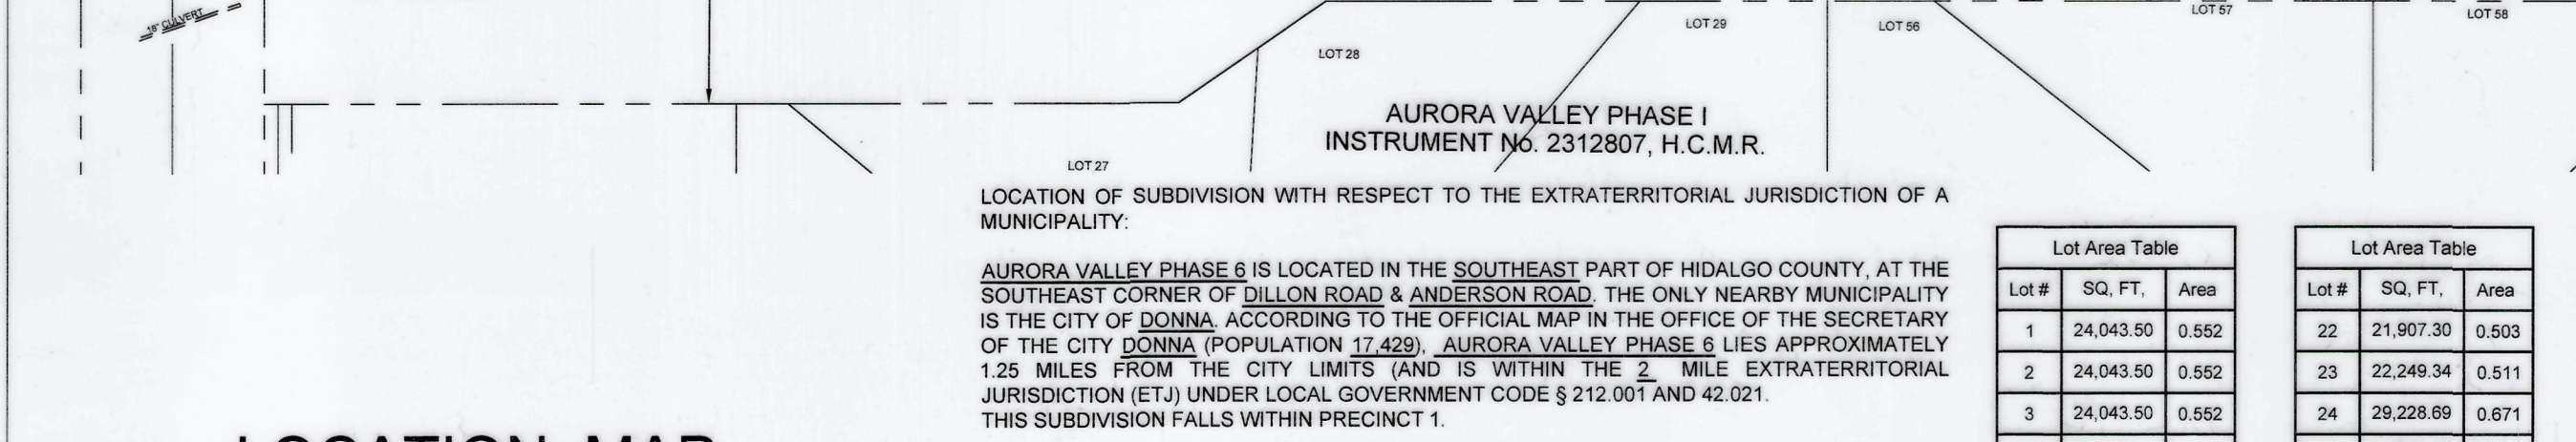 18" CULVERT
LOT 57
LOT 58
LOT 29
LOT 56
LOT 28
AURORA VALLEY PHASE I
INSTRUMENT No. 2312807, H.C.M.R.
LOT 27
LOCATION OF SUBDIVISION WITH RESPECT TO THE EXTRATERRITORIAL JURISDICTION OF A
MUNICIPALITY:
AURORA VALLEY PHASE 6 IS LOCATED IN THE SOUTHEAST PART OF HIDALGO COUNTY, AT THE
SOUTHEAST CORNER OF DILLON ROAD & ANDERSON ROAD. THE ONLY NEARBY MUNICIPALITY
IS THE CITY OF DONNA. ACCORDING TO THE OFFICIAL MAP IN THE OFFICE OF THE SECRETARY
OF THE CITY DONNA (POPULATION 17,429), AURORA VALLEY PHASE 6 LIES APPROXIMATELY
1.25 MILES FROM THE CITY LIMITS (AND IS WITHIN THE 2 MILE EXTRATERRITORIAL
JURISDICTION (ETJ) UNDER LOCAL GOVERNMENT CODE § 212.001 AND 42.021.
THIS SUBDIVISION FALLS WITHIN PRECINCT 1.
Lot Area Table
Lot # SQ, FT, Area
1 24,043.50 0.552
2 24,043.50 0.552
3 24,043.50 0.552
Lot Area Table
Lot # SQ, FT, Area
22 21,907.30 0.503
23 22,249.34 0.511
24 29,228.69 0.671
LOCATION MAP